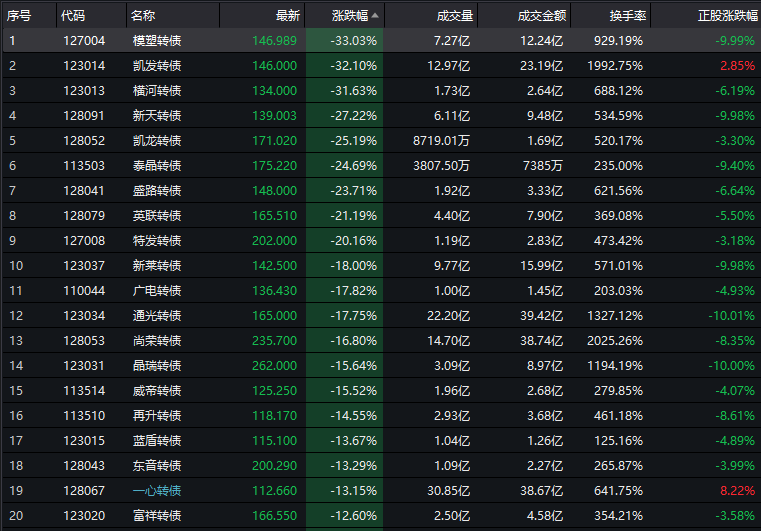 序号 代码 名称 最新 涨跌幅 成交量 成交金额 换手率 正股涨跌幅
1 127004 模塑转债 146.989 -33.03% 7.27亿 12.24亿 929.19% -9.99%
2 123014 凯发转债 146.000 -32.10% 12.97亿 23.19亿 1992.75% 2.85%
3 123013 横河转债 134.000 -31.63% 1.73亿 2.64亿 688.12% -6.19%
4 128091 新天转债 139.003 -27.22% 6.11亿 9.48亿 534.59% -9.98%
5 128052 凯龙转债 171.020 -25.19% 8719.01万 1.69亿 520.17% -3.30%
6 113503 泰晶转债 175.220 -24.69% 3807.50万 7385万 235.00% -9.40%
7 128041 盛路转债 148.000 -23.71% 1.92亿 3.33亿 621.56% -6.64%
8 128079 英联转债 165.510 -21.19% 4.40亿 7.90亿 369.08% -5.50%
9 127008 特发转债 202.000 -20.16% 1.19亿 2.83亿 473.42% -3.18%
10 123037 新莱转债 142.500 -18.00% 9.77亿 15.99亿 571.01% -9.98%
11 110044 广电转债 136.430 -17.82% 1.00亿 1.45亿 203.03% -4.93%
12 123034 通光转债 165.000 -17.75% 22.20亿 39.42亿 1327.12% -10.01%
13 128053 尚荣转债 235.700 -16.80% 14.70亿 38.74亿 2025.26% -8.35%
14 123031 晶瑞转债 262.000 -15.64% 3.09亿 8.97亿 1194.19% -10.00%
15 113514 威帝转债 125.250 -15.52% 1.96亿 2.68亿 279.85% -4.07%
16 113510 再升转债 118.170 -14.55% 2.93亿 3.68亿 461.18% -8.61%
17 123015 蓝盾转债 115.100 -13.67% 1.04亿 1.26亿 125.16% -4.89%
18 128043 东音转债 200.290 -13.29% 1.09亿 2.27亿 265.87% -3.99%
19 128067 一心转债 112.660 -13.15% 30.85亿 38.67亿 641.75% 8.22%
20 123020 富祥转债 166.550 -12.60% 2.50亿 4.58亿 354.21% -3.58%